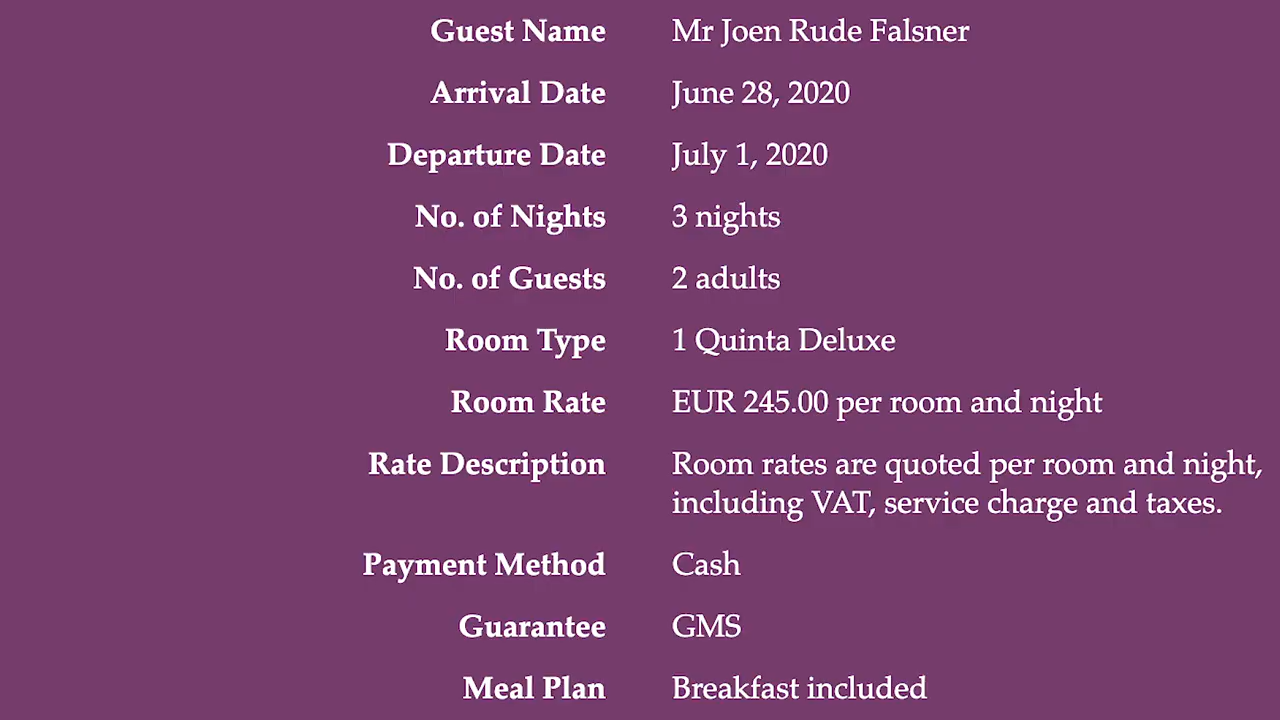 Guest Name Mr Joen Rude Falsner
Arrival Date June 28, 2020
Departure Date July 1, 2020
No. of Nights 3 nights
No. of Guests 2 adults
Room Type 1 Quinta Deluxe
Room Rate EUR 245.00 per room and night
Rate Description Room rates are quoted per room and night,
including VAT, service charge and taxes.
Payment Method Cash
Guarantee GMS
Meal Plan Breakfast included